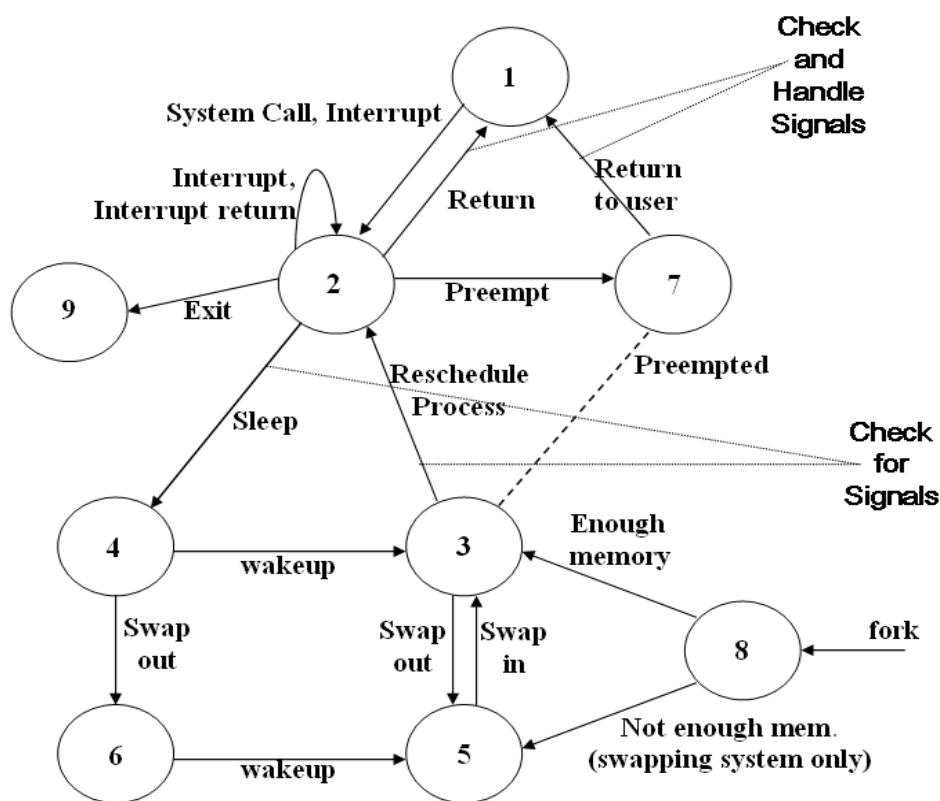 Check
and
Handle
Signals
1
System Call, Interrupt
Interrupt,
Interrupt return
Return
Return
to user
2
7
9
Exit
Preempt
Preempted
Reschedule
Process
Sleep
Check
for
Signals
4
wakeup
3
Enough
memory
Swap
out
Swap
out
Swap
in
8
fork
6
wakeup
5
Not enough mem.
(swapping system only)